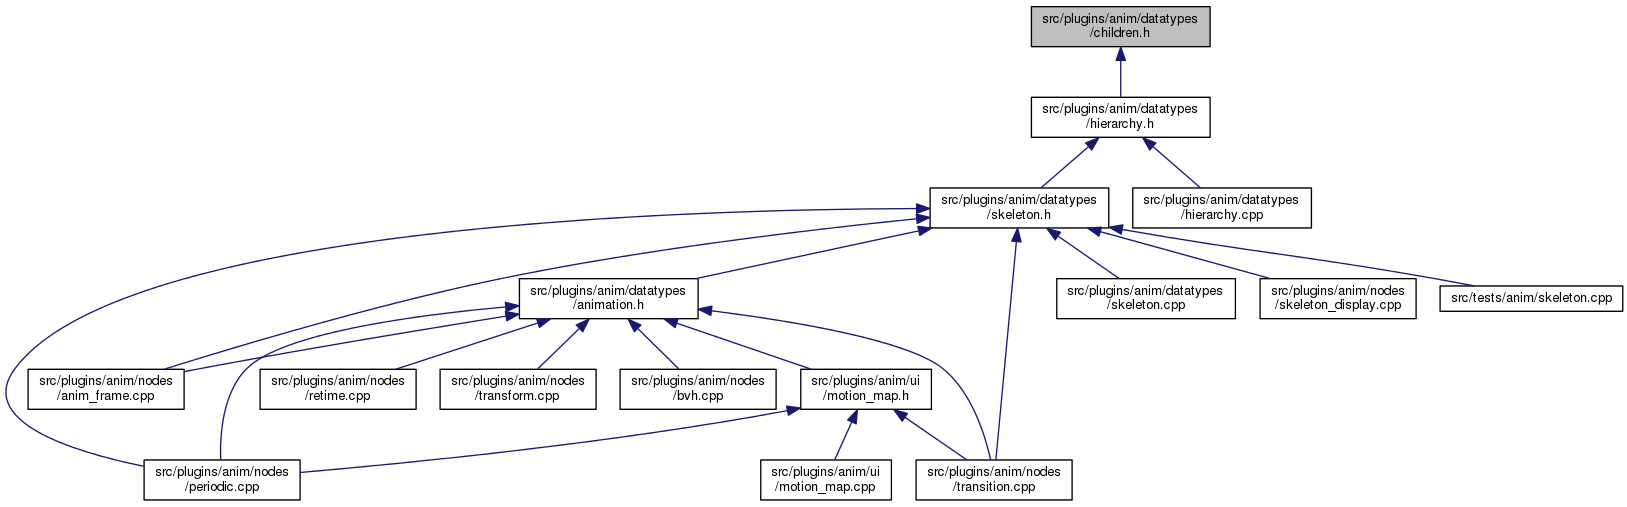 src/plugins/anim/datatypes
/children.h
src/plugins/anim/datatypes
/hierarchy.h
src/plugins/anim/datatypes
/skeleton.h
src/plugins/anim/datatypes
/hierarchy.cpp
src/plugins/anim/datatypes
/animation.h
src/plugins/anim/datatypes
/skeleton.cpp
src/plugins/anim/nodes
/skeleton_display.cpp
src/tests/anim/skeleton.cpp
src/plugins/anim/nodes
/anim_frame.cpp
src/plugins/anim/nodes
/retime.cpp
src/plugins/anim/nodes
/transform.cpp
src/plugins/anim/nodes
/bvh.cpp
src/plugins/anim/ui
/motion_map.h
src/plugins/anim/nodes
/periodic.cpp
src/plugins/anim/ui
/motion_map.cpp
src/plugins/anim/nodes
/transition.cpp